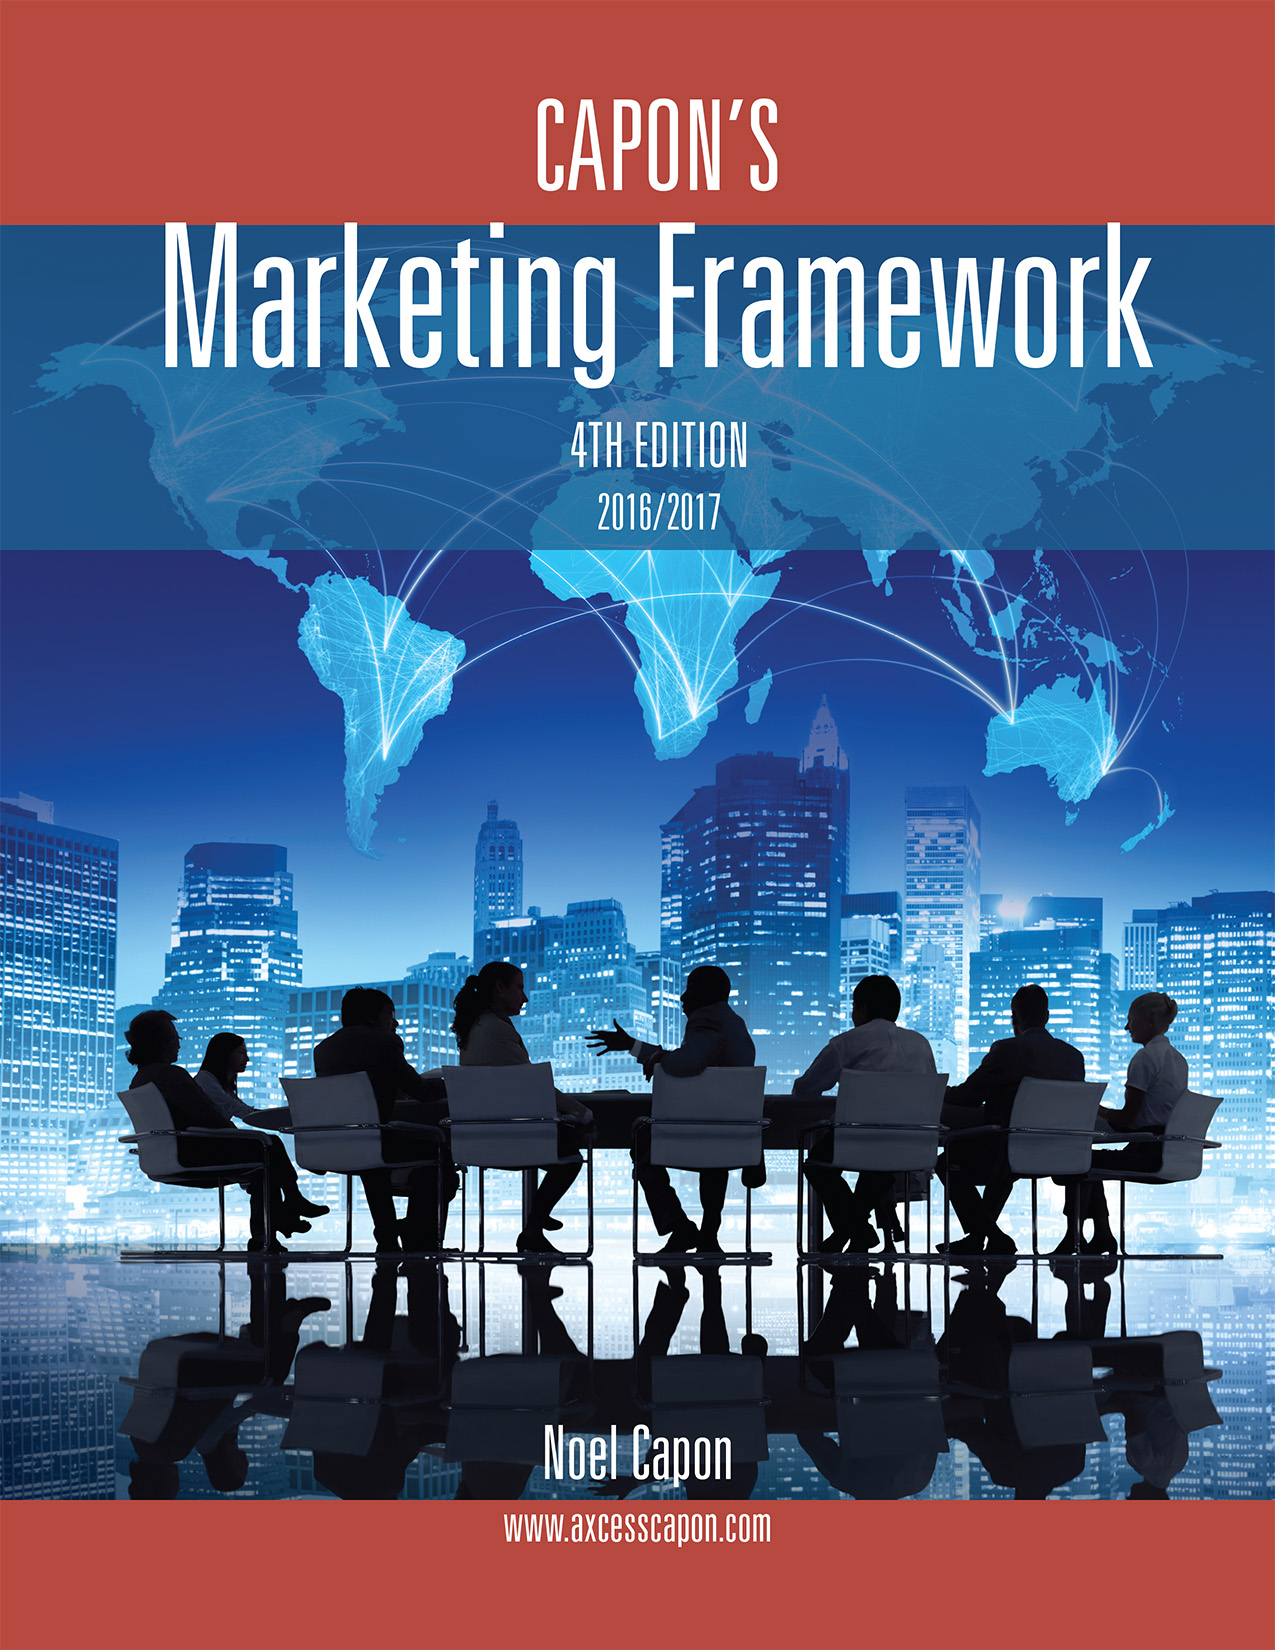 CAPON'S
Marketing Framework
4TH EDITION
2016/2017
Noel Capon
www.axcesscapon.com